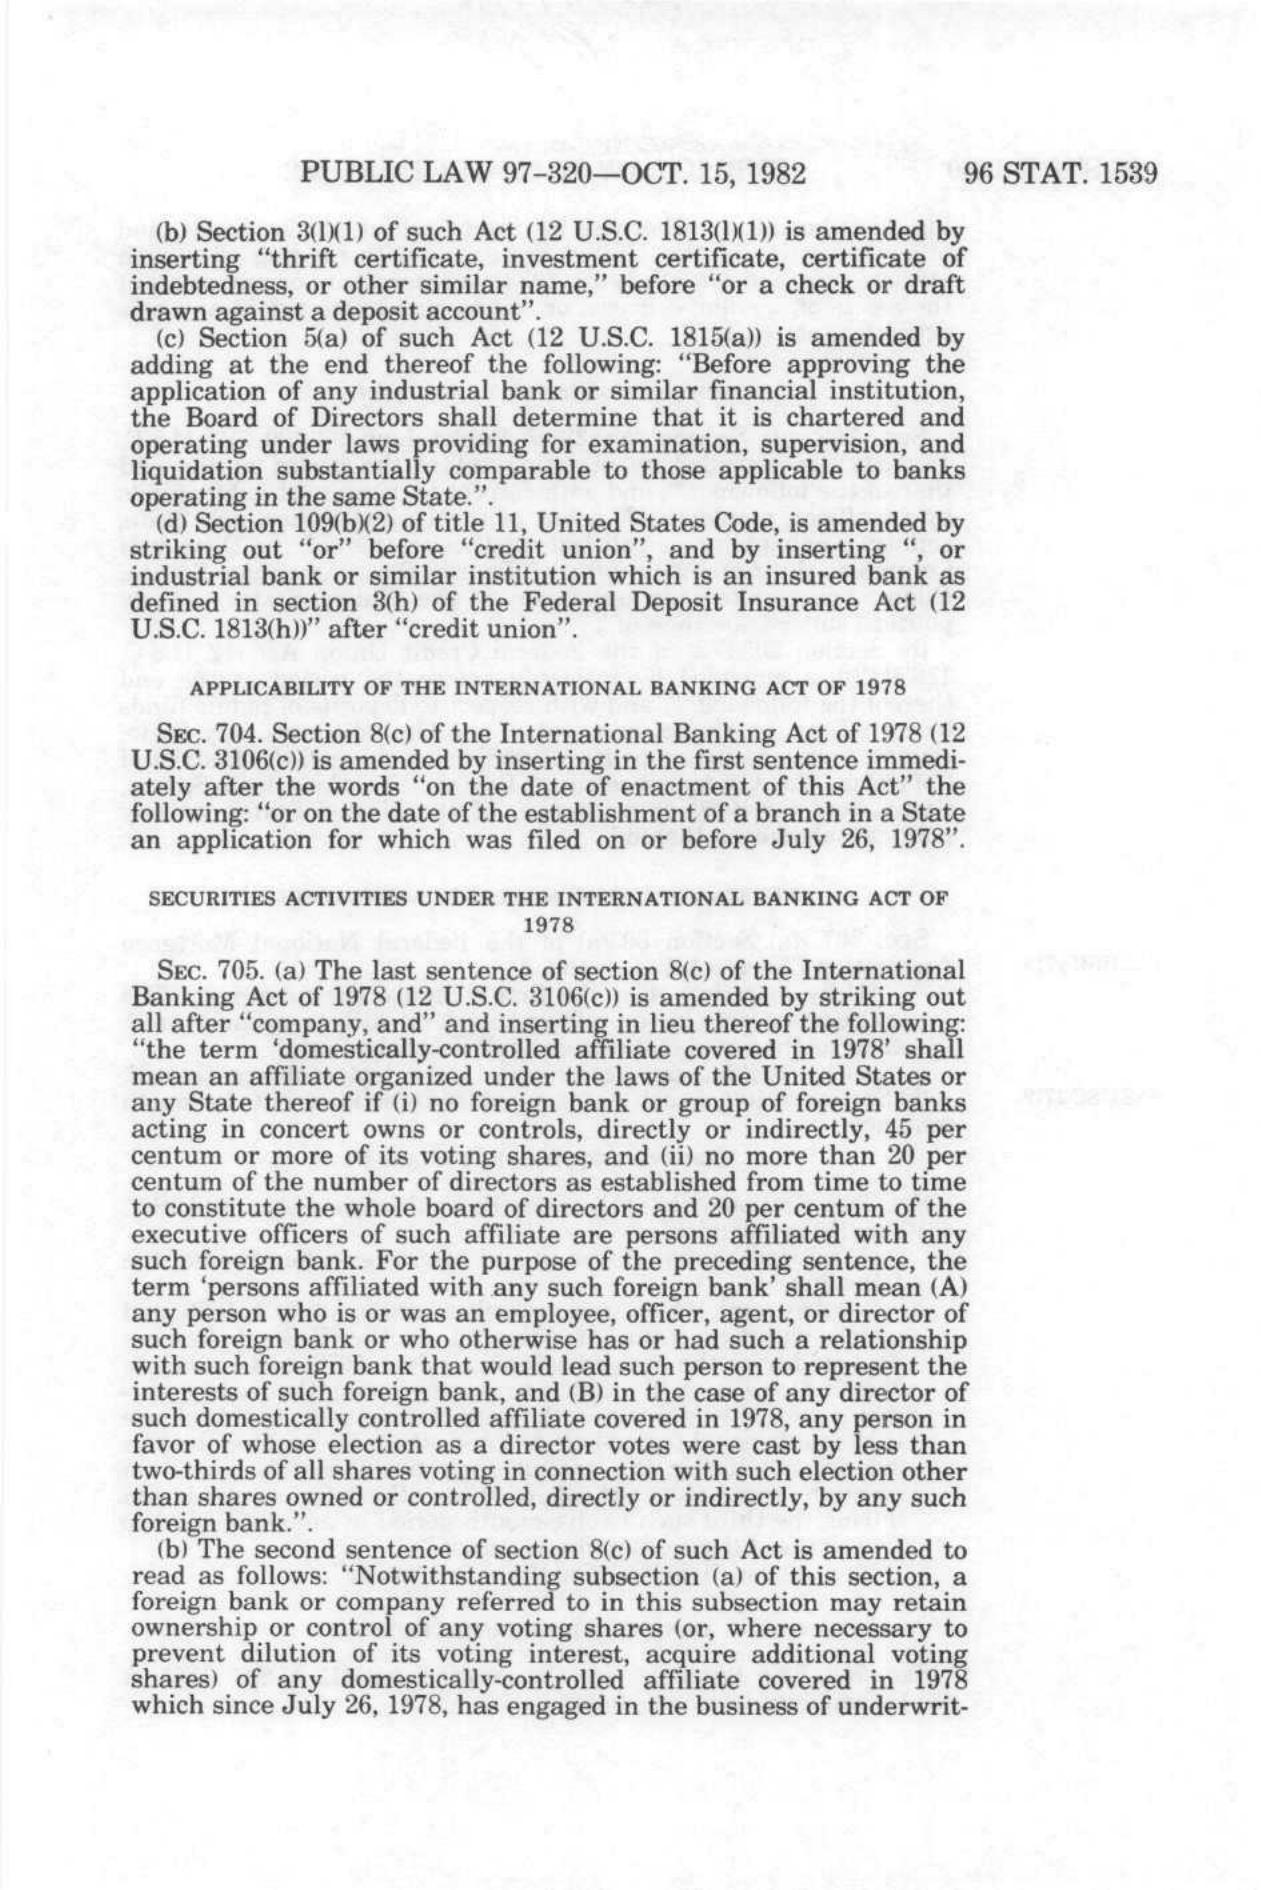 PUBLIC LAW 97-320—OCT. 15, 1982 96 STAT. 1539
(b) Section 3(l)(1) of such Act (12 U.S.C. 1813(l)(1)) is amended by
inserting “thrift certificate, investment certificate, certificate of
indebtedness, or other similar name,” before “or a check or draft
drawn against a deposit account”.
(c) Section 5(a) of such Act (12 U.S.C. 1815(a)) is amended by
adding at the end thereof the following: “Before approving the
application of any industrial bank or similar financial institution,
the Board of Directors shall determine that it is chartered and
operating under laws providing for examination, supervision, and
liquidation substantially comparable to those applicable to banks
operating in the same State.”.
(d) Section 109(b)(2) of title 11, United States Code, is amended by
striking out “or” before “credit union”, and by inserting “, or
industrial bank or similar institution which is an insured bank as
defined in section 3(h) of the Federal Deposit Insurance Act (12
U.S.C. 1813(h))” after “credit union”.
APPLICABILITY OF THE INTERNATIONAL BANKING ACT OF 1978
SEC. 704. Section 8(c) of the International Banking Act of 1978 (12
U.S.C. 3106(c)) is amended by inserting in the first sentence immedi-
ately after the words “on the date of enactment of this Act” the
following: “or on the date of the establishment of a branch in a State
an application for which was filed on or before July 26, 1978”.
SECURITIES ACTIVITIES UNDER THE INTERNATIONAL BANKING ACT OF
1978
SEC. 705. (a) The last sentence of section 8(c) of the International
Banking Act of 1978 (12 U.S.C. 3106(c)) is amended by striking out
all after “company, and” and inserting in lieu thereof the following:
“the term ‘domestically-controlled affiliate covered in 1978’ shall
mean an affiliate organized under the laws of the United States or
any State thereof if (i) no foreign bank or group of foreign banks
acting in concert owns or controls, directly or indirectly, 45 per
centum or more of its voting shares, and (ii) no more than 20 per
centum of the number of directors as established from time to time
to constitute the whole board of directors and 20 per centum of the
executive officers of such affiliate are persons affiliated with any
such foreign bank. For the purpose of the preceding sentence, the
term ‘persons affiliated with any such foreign bank’ shall mean (A)
any person who is or was an employee, officer, agent, or director of
such foreign bank or who otherwise has or had such a relationship
with such foreign bank that would lead such person to represent the
interests of such foreign bank, and (B) in the case of any director of
such domestically controlled affiliate covered in 1978, any person in
favor of whose election as a director votes were cast by less than
two-thirds of all shares voting in connection with such election other
than shares owned or controlled, directly or indirectly, by any such
foreign bank.”.
(b) The second sentence of section 8(c) of such Act is amended to
read as follows: “Notwithstanding subsection (a) of this section, a
foreign bank or company referred to in this subsection may retain
ownership or control of any voting shares (or, where necessary to
prevent dilution of its voting interest, acquire additional voting
shares) of any domestically-controlled affiliate covered in 1978
which since July 26, 1978, has engaged in the business of underwrit-